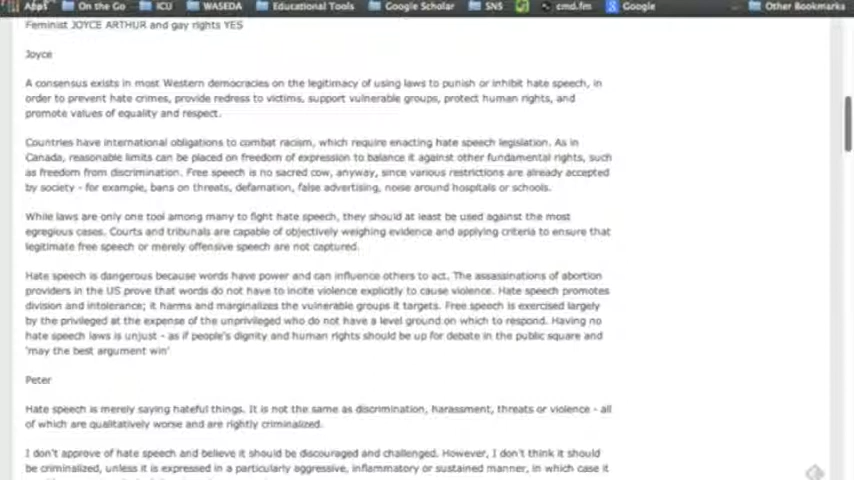 Apps On the Go ICU WASEDA Educational Tools Google Scholar SNS cmd.fm Google Other Bookmarks
Feminist JOYCE ARTHUR and gay rights YES
Joyce
A consensus exists in most Western democracies on the legitimacy of using laws to punish or inhibit hate speech, in
order to prevent hate crimes, provide redress to victims, support vulnerable groups, protect human rights, and
promote values of equality and respect.
Countries have international obligations to combat racism, which require enacting hate speech legislation. As in
Canada, reasonable limits can be placed on freedom of expression to balance it against other fundamental rights, such
as freedom from discrimination. Free speech is no sacred cow, anyway, since various restrictions are already accepted
by society - for example, bans on threats, defamation, false advertising, noise around hospitals or schools.
While laws are only one tool among many to fight hate speech, they should at least be used against the most
egregious cases. Courts and tribunals are capable of objectively weighing evidence and applying criteria to ensure that
legitimate free speech or merely offensive speech are not captured.
Hate speech is dangerous because words have power and can influence others to act. The assassinations of abortion
providers in the US prove that words do not have to incite violence explicitly to cause violence. Hate speech promotes
division and intolerance; it harms and marginalizes the vulnerable groups it targets. Free speech is exercised largely
by the privileged at the expense of the unprivileged who do not have a level ground on which to respond. Having no
hate speech laws is unjust - as if people's dignity and human rights should be up for debate in the public square and
'may the best argument win'
Peter
Hate speech is merely saying hateful things. It is not the same as discrimination, harassment, threats or violence - all
of which are qualitatively worse and are rightly criminalized.
I don't approve of hate speech and believe it should be discouraged and challenged. However, I don't think it should
be criminalized, unless it is expressed in a particularly aggressive, inflammatory or sustained manner, in which case it